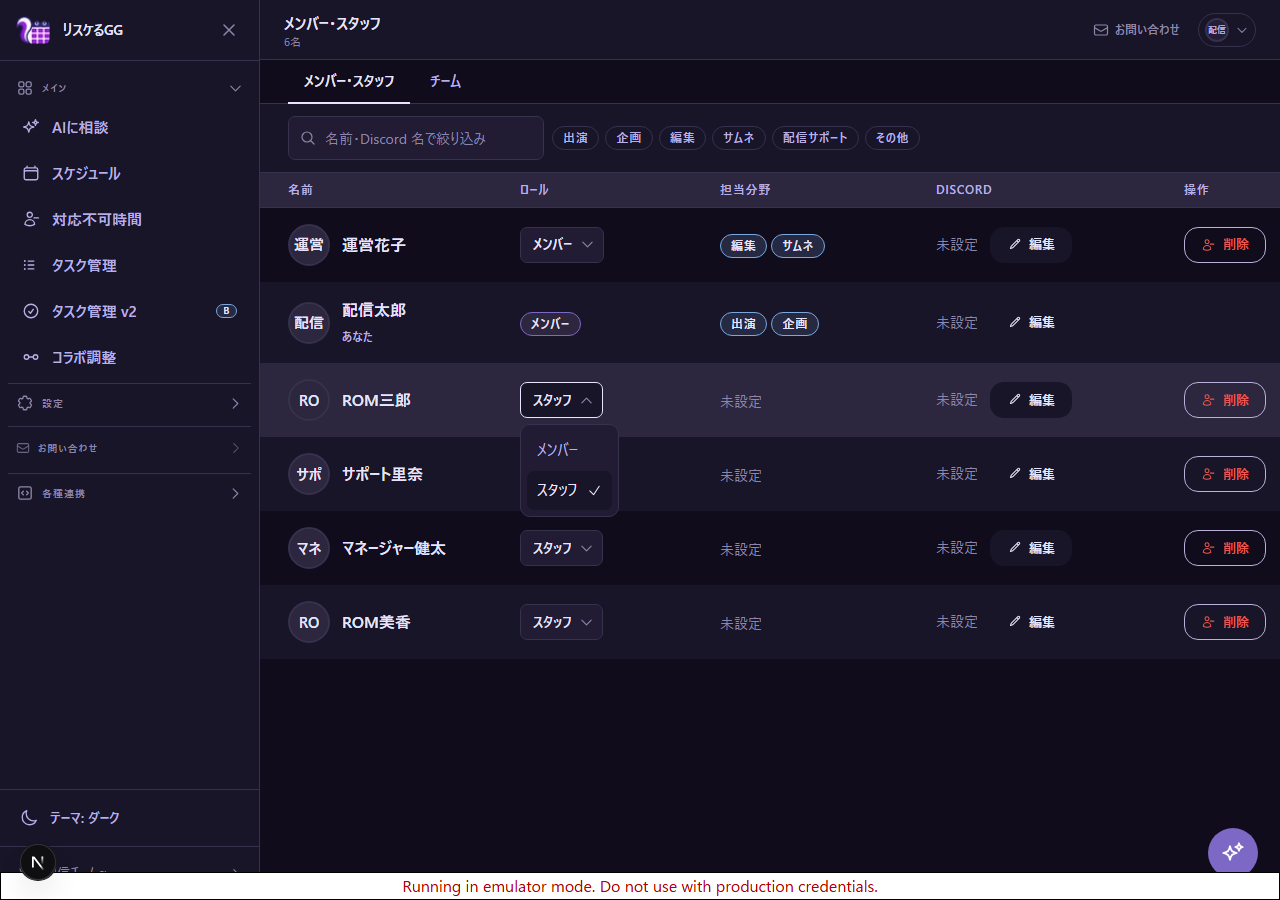 リスケるGG
メンバー・スタッフ
6名
お問い合わせ
配信
メイン
AIに相談
スケジュール
対応不可時間
タスク管理
タスク管理 v2
β
コラボ調整
設定
お問い合わせ
各種連携
テーマ: ダーク
N
メンバー・スタッフ
チーム
名前・Discord 名で絞り込み
出演
企画
編集
サムネ
配信サポート
その他
名前
ロール
担当分野
DISCORD
操作
運営
運営花子
メンバー
編集
サムネ
未設定
編集
削除
配信
配信太郎
あなた
メンバー
出演
企画
未設定
編集
RO
ROM三郎
スタッフ
未設定
未設定
編集
削除
メンバー
スタッフ
サポ
サポート里奈
未設定
未設定
編集
削除
マネ
マネージャー健太
スタッフ
未設定
未設定
編集
削除
RO
ROM美香
スタッフ
未設定
未設定
編集
削除
Running in emulator mode. Do not use with production credentials.